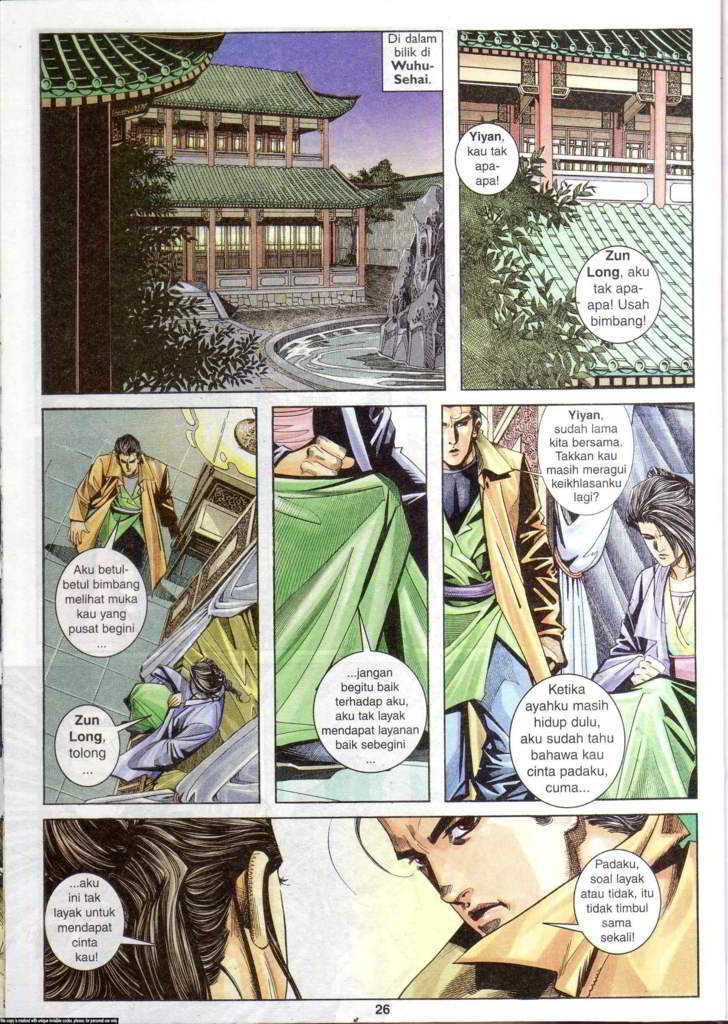 Di dalam
bilik di
Wuhu-
Sehai.
Yiyan,
kau tak
apa-
apa!
Zun
Long, aku
tak apa-
apa! Usah
bimbang!
Aku betul-
betul bimbang
melihat muka
kau yang
pusat begini
...
Zun
Long,
tolong
...
...jangan
begitu baik
terhadap aku,
aku tak layak
mendapat layanan
baik sebegini
...
Yiyan,
sudah lama
kita bersama.
Takkan kau
masih meragui
keikhlasanku
lagi?
Ketika
ayahku masih
hidup dulu,
aku sudah tahu
bahawa kau
cinta padaku,
cuma...
...aku
ini tak
layak untuk
mendapat
cinta
kau!
Padaku,
soal layak
atau tidak, itu
tidak timbul
sama
sekali!
26